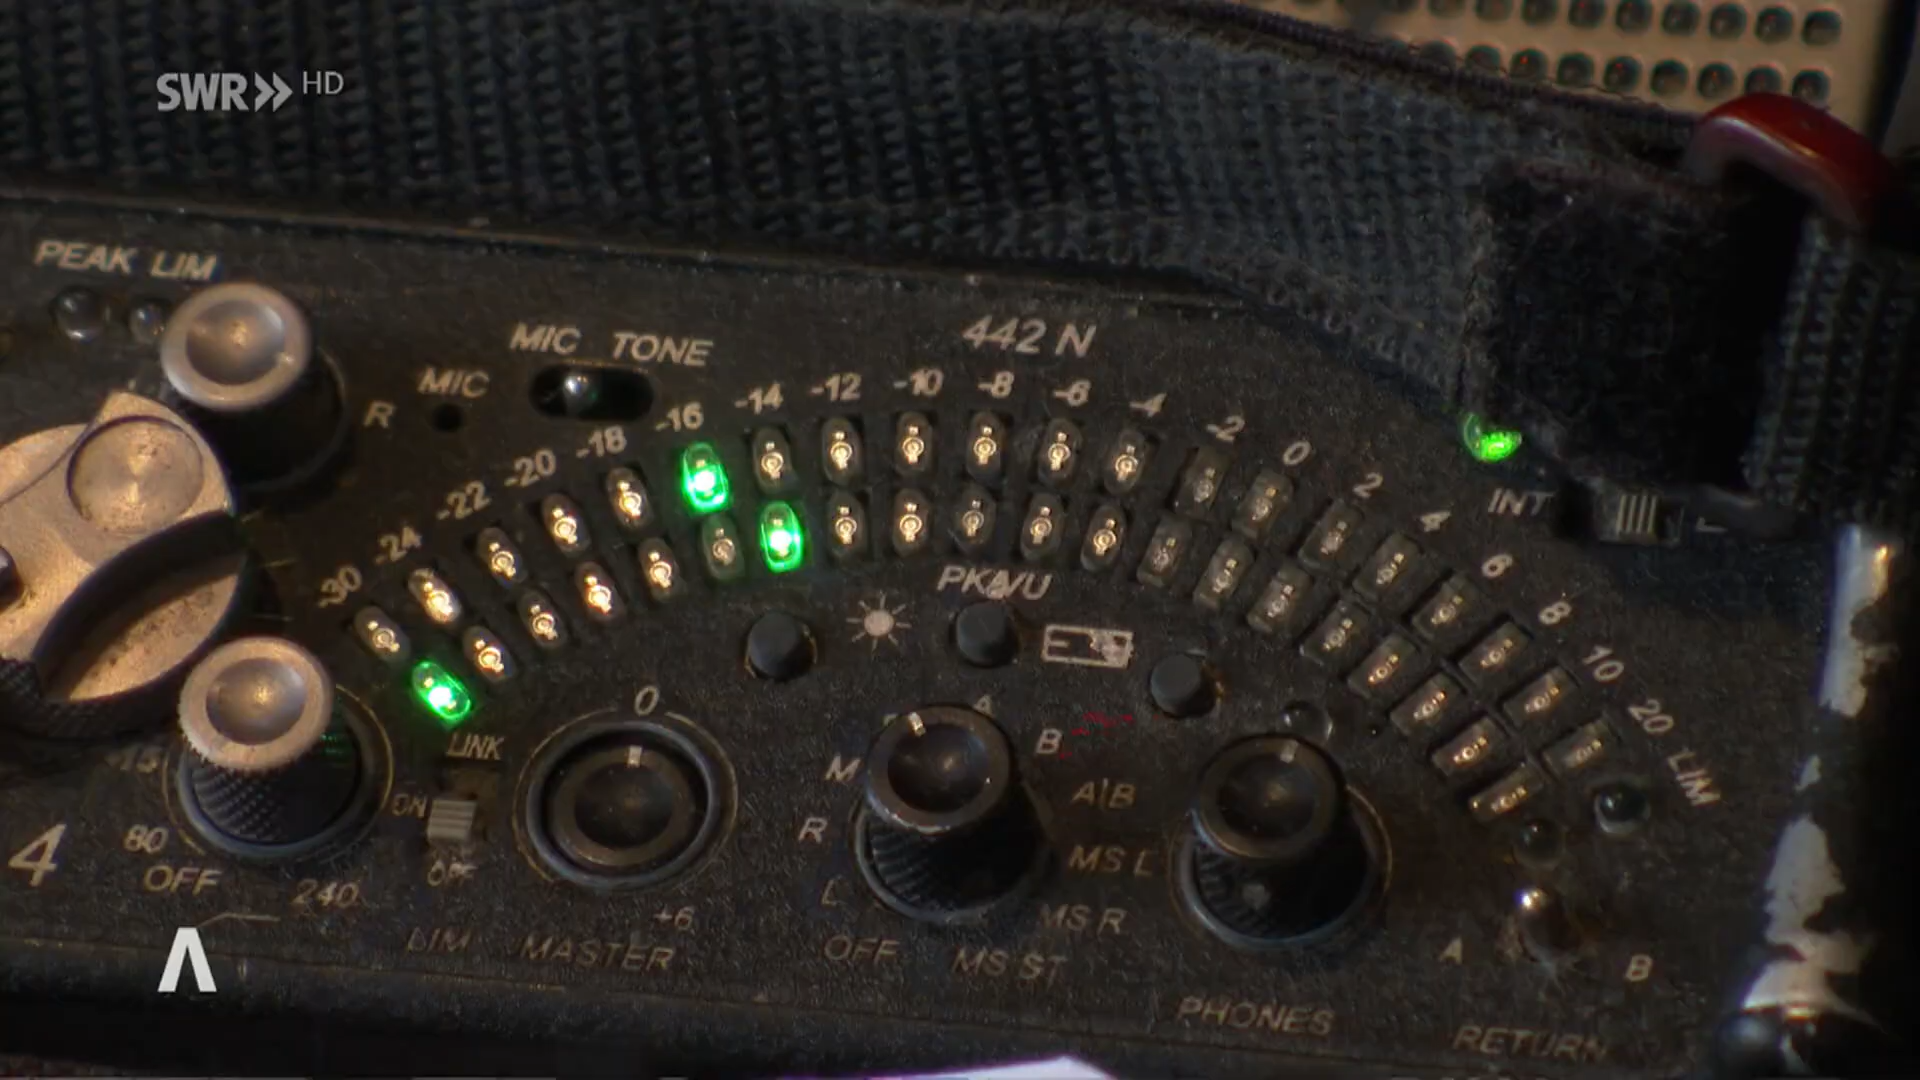 SWR» HD
PEAK LIM
MIC TONE
442 N
MIC
R
-30 -24 -22 -20 -18 -16 -14 -12 -10 -8 -6 -4 -2 0 2 4 6 8 10 20 LIM
INT
PK/VU
LINK
ON
OFF
LIM
0
+6
MASTER
A
B
A|B
MS L
MS R
MS ST
OFF
L
R
M
-15
80
OFF
240
4
PHONES
A
B
RETURN